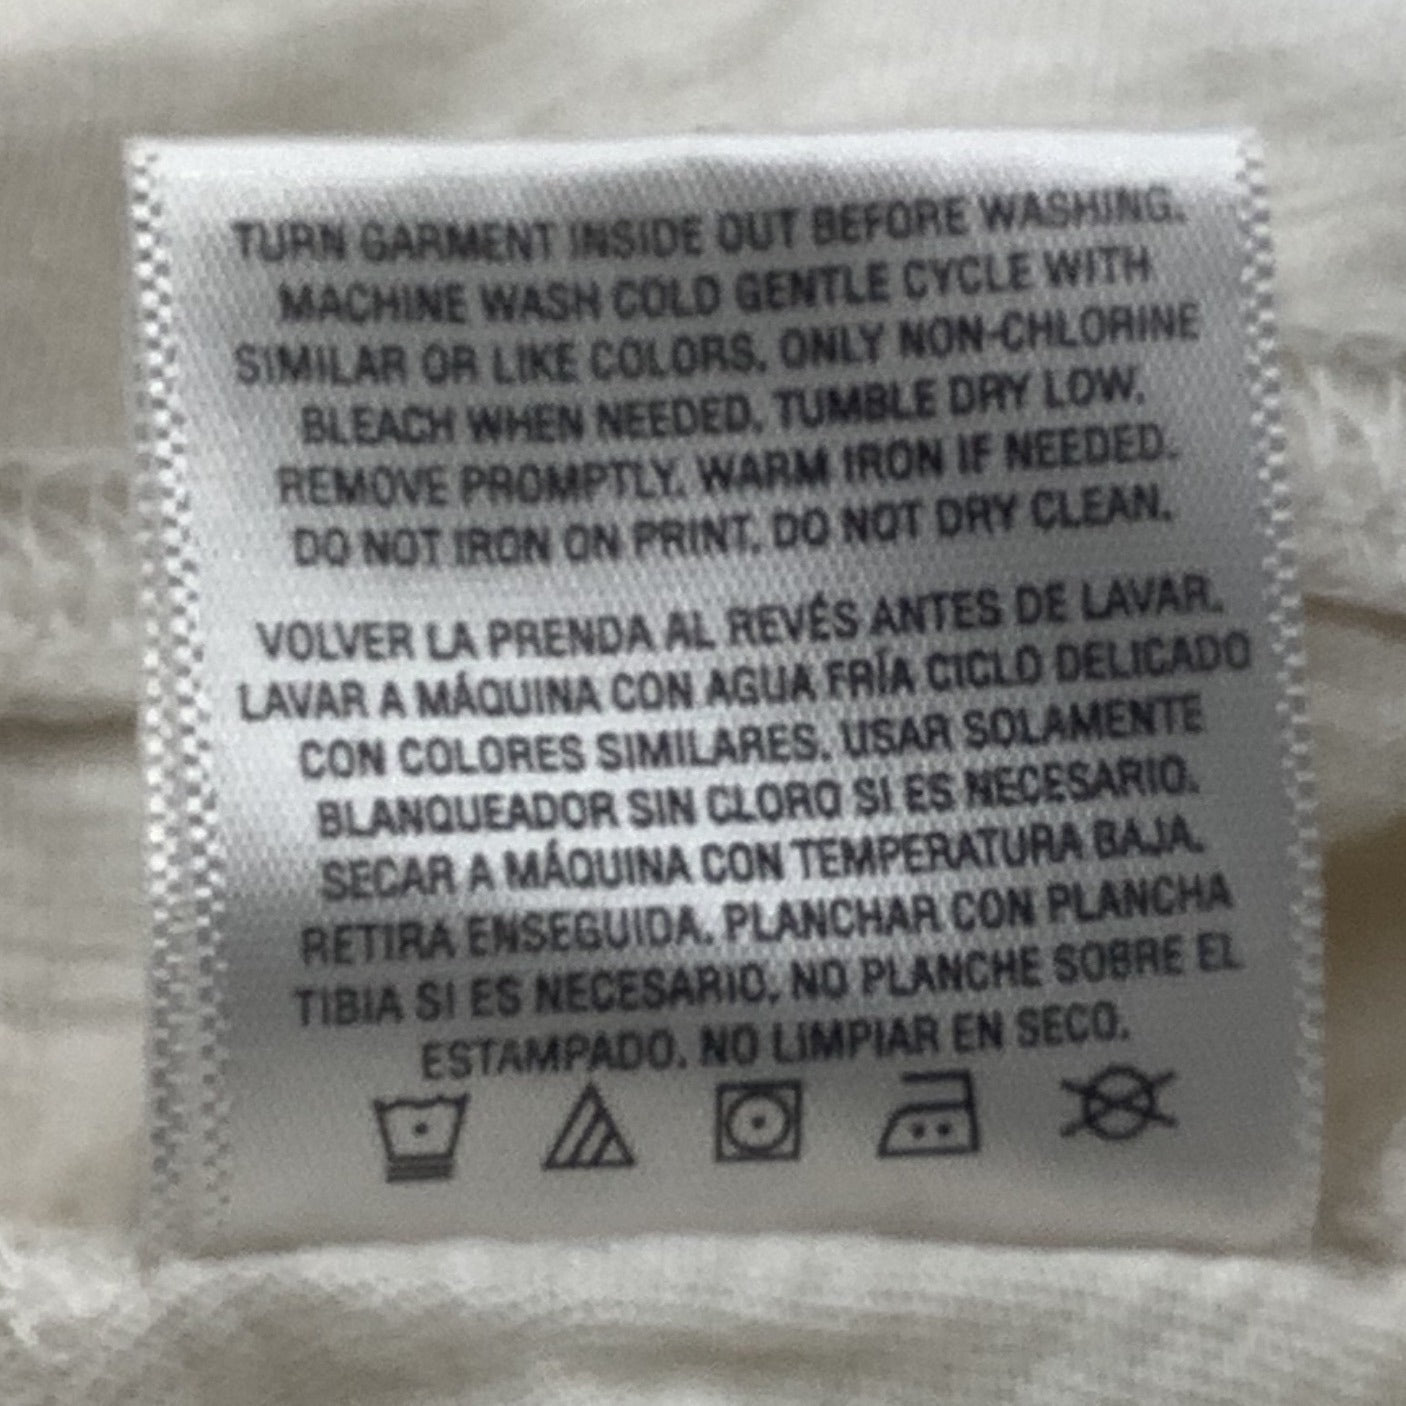 TURN GARMENT INSIDE OUT BEFORE WASHING.
MACHINE WASH COLD GENTLE CYCLE WITH
SIMILAR OR LIKE COLORS. ONLY NON-CHLORINE
BLEACH WHEN NEEDED. TUMBLE DRY LOW.
REMOVE PROMPTLY. WARM IRON IF NEEDED.
DO NOT IRON ON PRINT. DO NOT DRY CLEAN.
VOLVER LA PRENDA AL REVÉS ANTES DE LAVAR.
LAVAR A MÁQUINA CON AGUA FRÍA CICLO DELICADO
CON COLORES SIMILARES. USAR SOLAMENTE
BLANQUEADOR SIN CLORO SI ES NECESARIO.
SECAR A MÁQUINA CON TEMPERATURA BAJA.
RETIRA ENSEGUIDA. PLANCHAR CON PLANCHA
TIBIA SI ES NECESARIO. NO PLANCHE SOBRE EL
ESTAMPADO. NO LIMPIAR EN SECO.